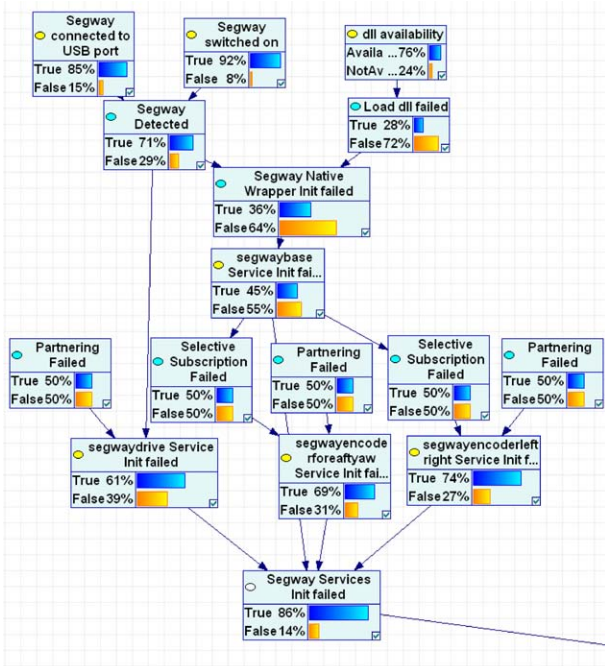 Segway
connected to
USB port
True 85%
False 15%
Segway
switched on
True 92%
False 8%
dll availability
Availa ...76%
NotAv ...24%
Segway
Detected
True 71%
False 29%
Load dll failed
True 28%
False 72%
Segway Native
Wrapper Init failed
True 36%
False 64%
segwaybase
Service Init fai...
True 45%
False 55%
Partnering
Failed
True 50%
False 50%
Selective
Subscription
Failed
True 50%
False 50%
Partnering
Failed
True 50%
False 50%
Selective
Subscription
Failed
True 50%
False 50%
Partnering
Failed
True 50%
False 50%
segwaydrive Service
Init failed
True 61%
False 39%
segwayencode
rforeaftyaw
Service Init fai...
True 69%
False 31%
segwayencoderleft
right Service Init f...
True 74%
False 27%
Segway Services
Init failed
True 86%
False 14%